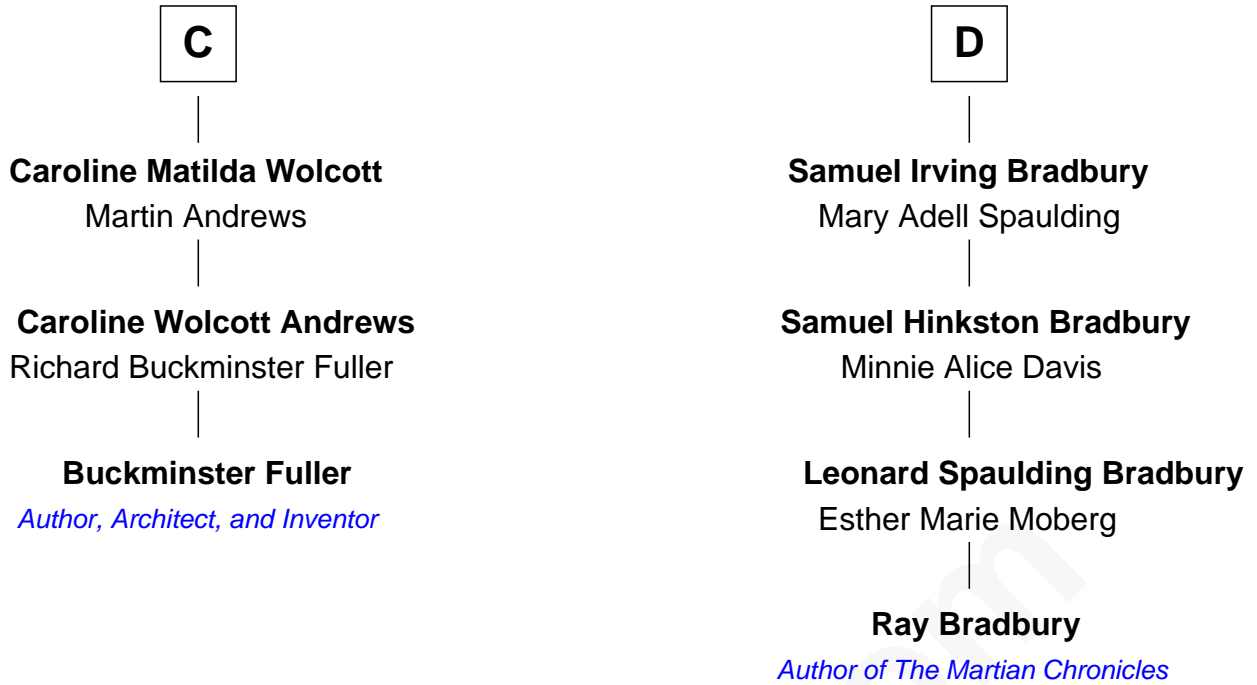 C
Caroline Matilda Wolcott
Martin Andrews
Caroline Wolcott Andrews
Richard Buckminster Fuller
Buckminster Fuller
Author, Architect, and Inventor
D
Samuel Irving Bradbury
Mary Adell Spaulding
Samuel Hinkston Bradbury
Minnie Alice Davis
Leonard Spaulding Bradbury
Esther Marie Moberg
Ray Bradbury
Author of The Martian Chronicles